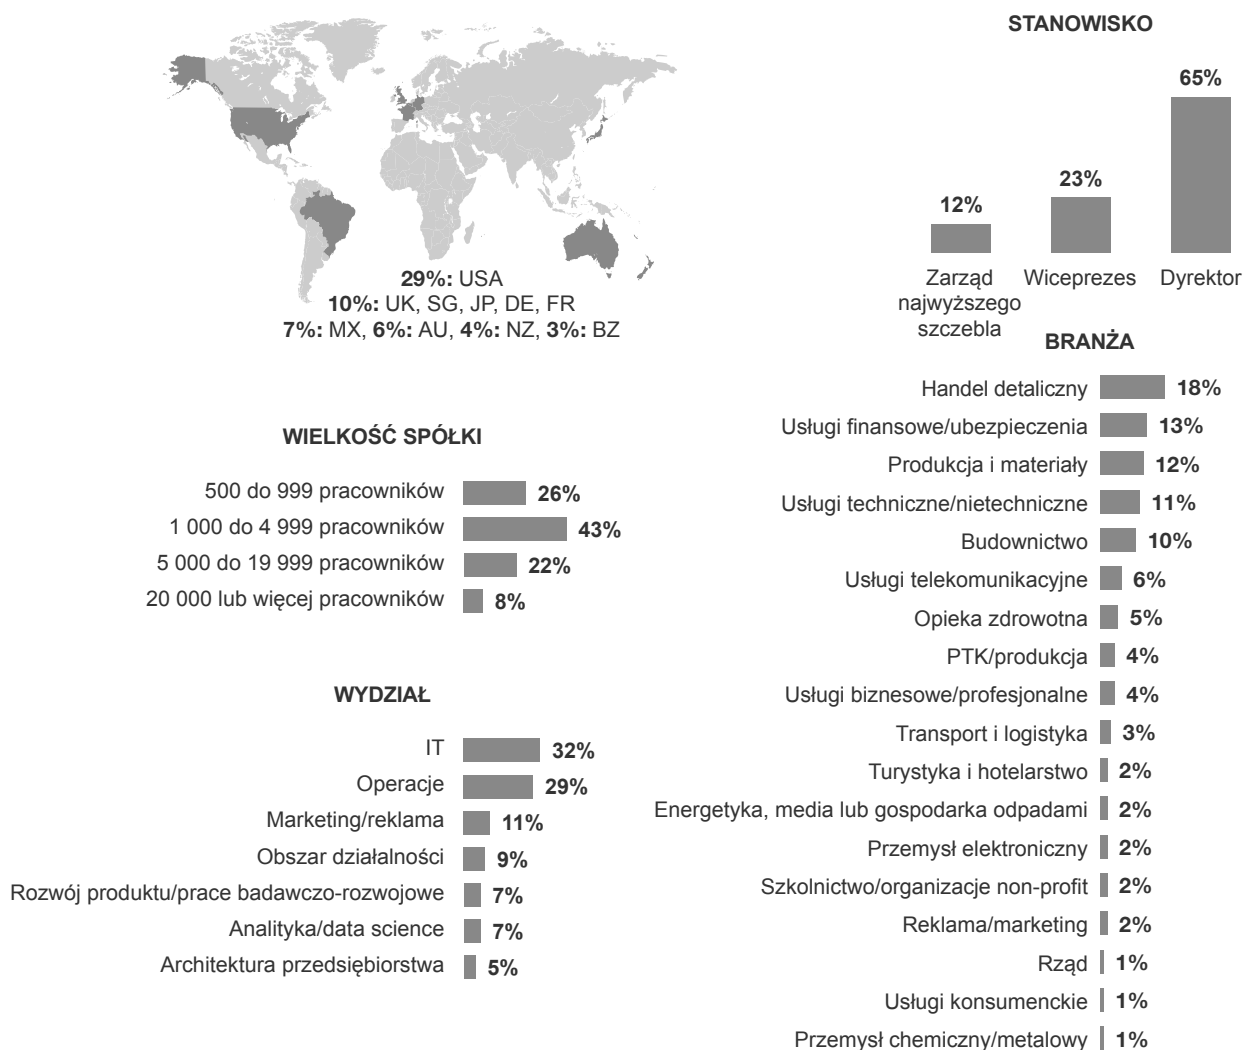 29%: USA
10%: UK, SG, JP, DE, FR
7%: MX, 6%: AU, 4%: NZ, 3%: BZ
STANOWISKO
12%
23%
65%
Zarząd
najwyższego
szczebla
Wiceprezes
Dyrektor
WIELKOŚĆ SPÓŁKI
500 do 999 pracowników 26%
1 000 do 4 999 pracowników 43%
5 000 do 19 999 pracowników 22%
20 000 lub więcej pracowników 8%
WYDZIAŁ
IT 32%
Operacje 29%
Marketing/reklama 11%
Obszar działalności 9%
Rozwój produktu/prace badawczo-rozwojowe 7%
Analityka/data science 7%
Architektura przedsiębiorstwa 5%
BRANŻA
Handel detaliczny 18%
Usługi finansowe/ubezpieczenia 13%
Produkcja i materiały 12%
Usługi techniczne/nietechniczne 11%
Budownictwo 10%
Usługi telekomunikacyjne 6%
Opieka zdrowotna 5%
PTK/produkcja 4%
Usługi biznesowe/profesjonalne 4%
Transport i logistyka 3%
Turystyka i hotelarstwo 2%
Energetyka, media lub gospodarka odpadami 2%
Przemysł elektroniczny 2%
Szkolnictwo/organizacje non-profit 2%
Reklama/marketing 2%
Rząd 1%
Usługi konsumenckie 1%
Przemysł chemiczny/metalowy 1%